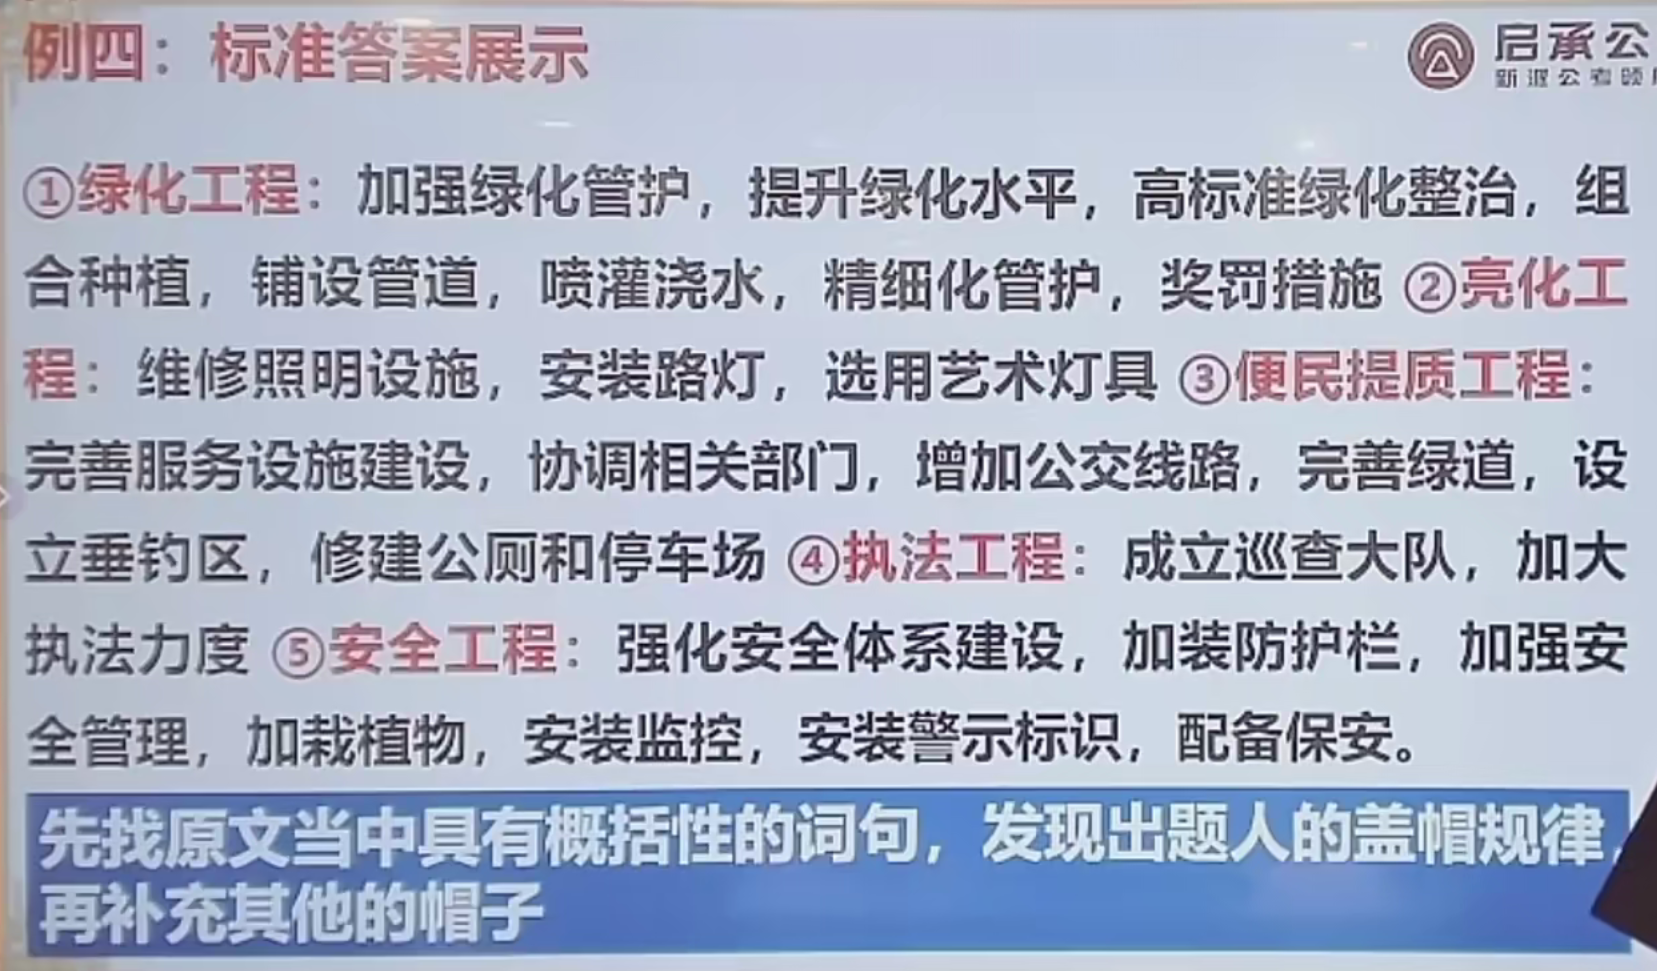 例四：标准答案展示
启承公
新派公考领
①绿化工程：加强绿化管护，提升绿化水平，高标准绿化整治，组
合种植，铺设管道，喷灌浇水，精细化管护，奖罚措施 ②亮化工
程：维修照明设施，安装路灯，选用艺术灯具 ③便民提质工程：
完善服务设施建设，协调相关部门，增加公交线路，完善绿道，设
立垂钓区，修建公厕和停车场 ④执法工程：成立巡查大队，加大
执法力度 ⑤安全工程：强化安全体系建设，加装防护栏，加强安
全管理，加栽植物，安装监控，安装警示标识，配备保安。
先找原文当中具有概括性的词句，发现出题人的盖帽规律，
再补充其他的帽子